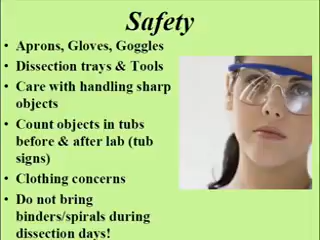 Safety
• Aprons, Gloves, Goggles
• Dissection trays & Tools
• Care with handling sharp
objects
• Count objects in tubs
before & after lab (tub
signs)
• Clothing concerns
• Do not bring
binders/spirals during
dissection days!